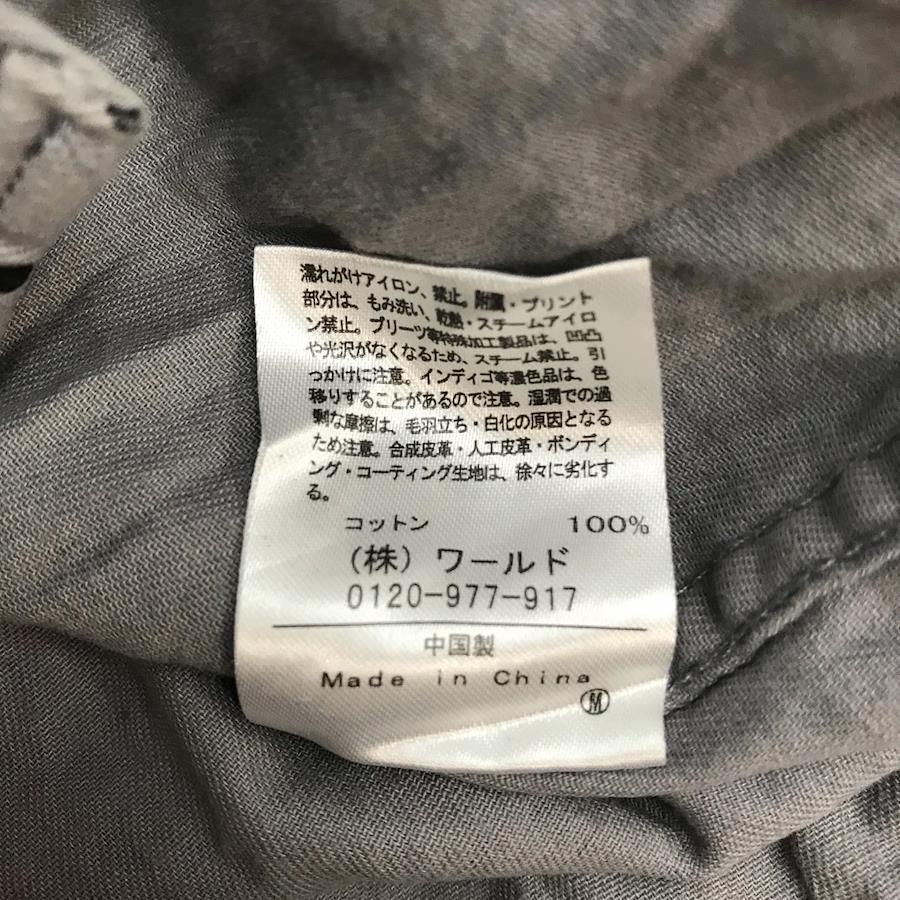 濡れがけアイロン、禁止。附属・プリント
部分は、もみ洗い、乾熱・スチームアイロ
ン禁止。プリーツ等特殊加工製品は、凹凸
や光沢がなくなるため、スチーム禁止。引
っかけに注意。インディゴ等濃色品は、色
移りすることがあるので注意。湿潤での過
剰な摩擦は、毛羽立ち・白化の原因となる
ため注意。合成皮革・人工皮革・ボンディ
ング・コーティング生地は、徐々に劣化す
る。
コットン 100%
(株) ワールド
0120-977-917
中国製
Made in China
M